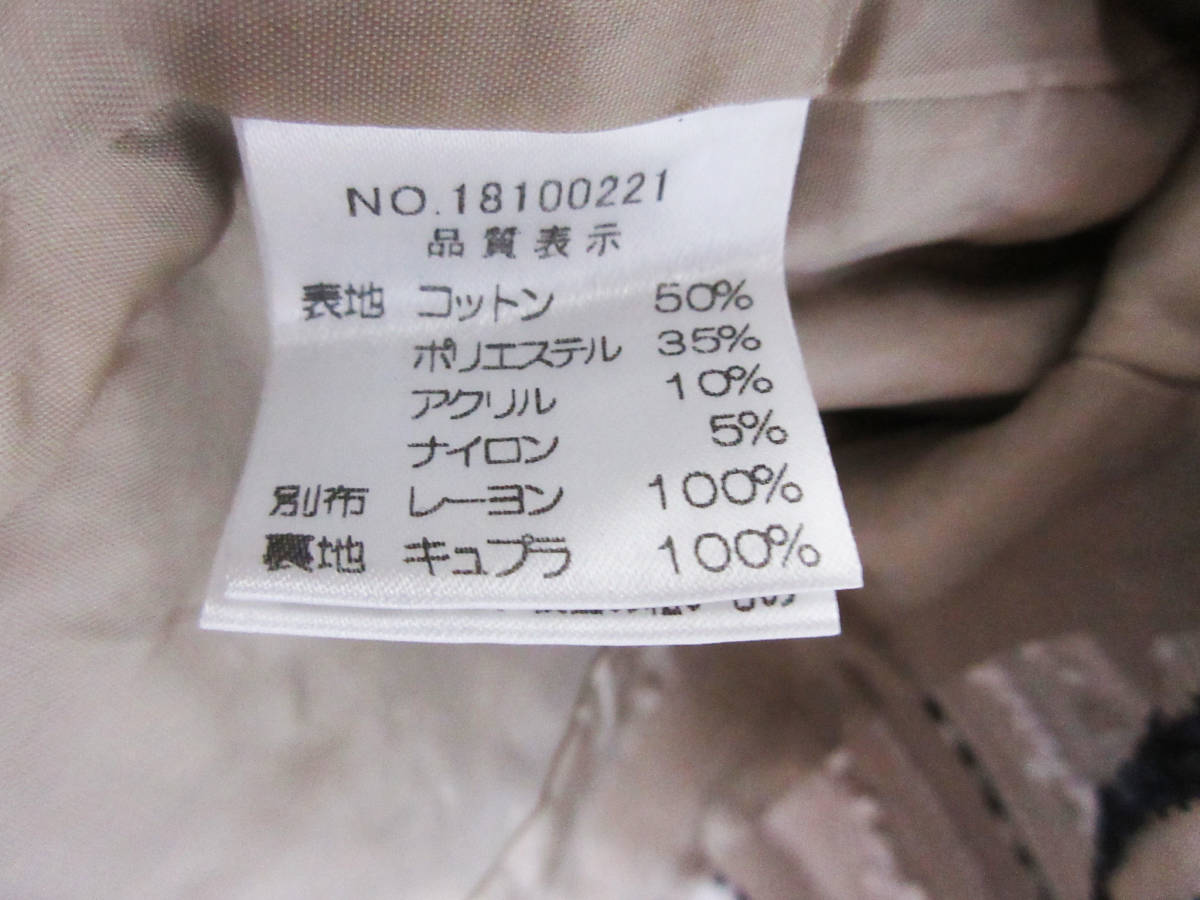 NO.18100221
品質表示
表地 コットン 50%
ポリエステル 35%
アクリル 10%
ナイロン 5%
別布 レーヨン 100%
裏地 キュプラ 100%